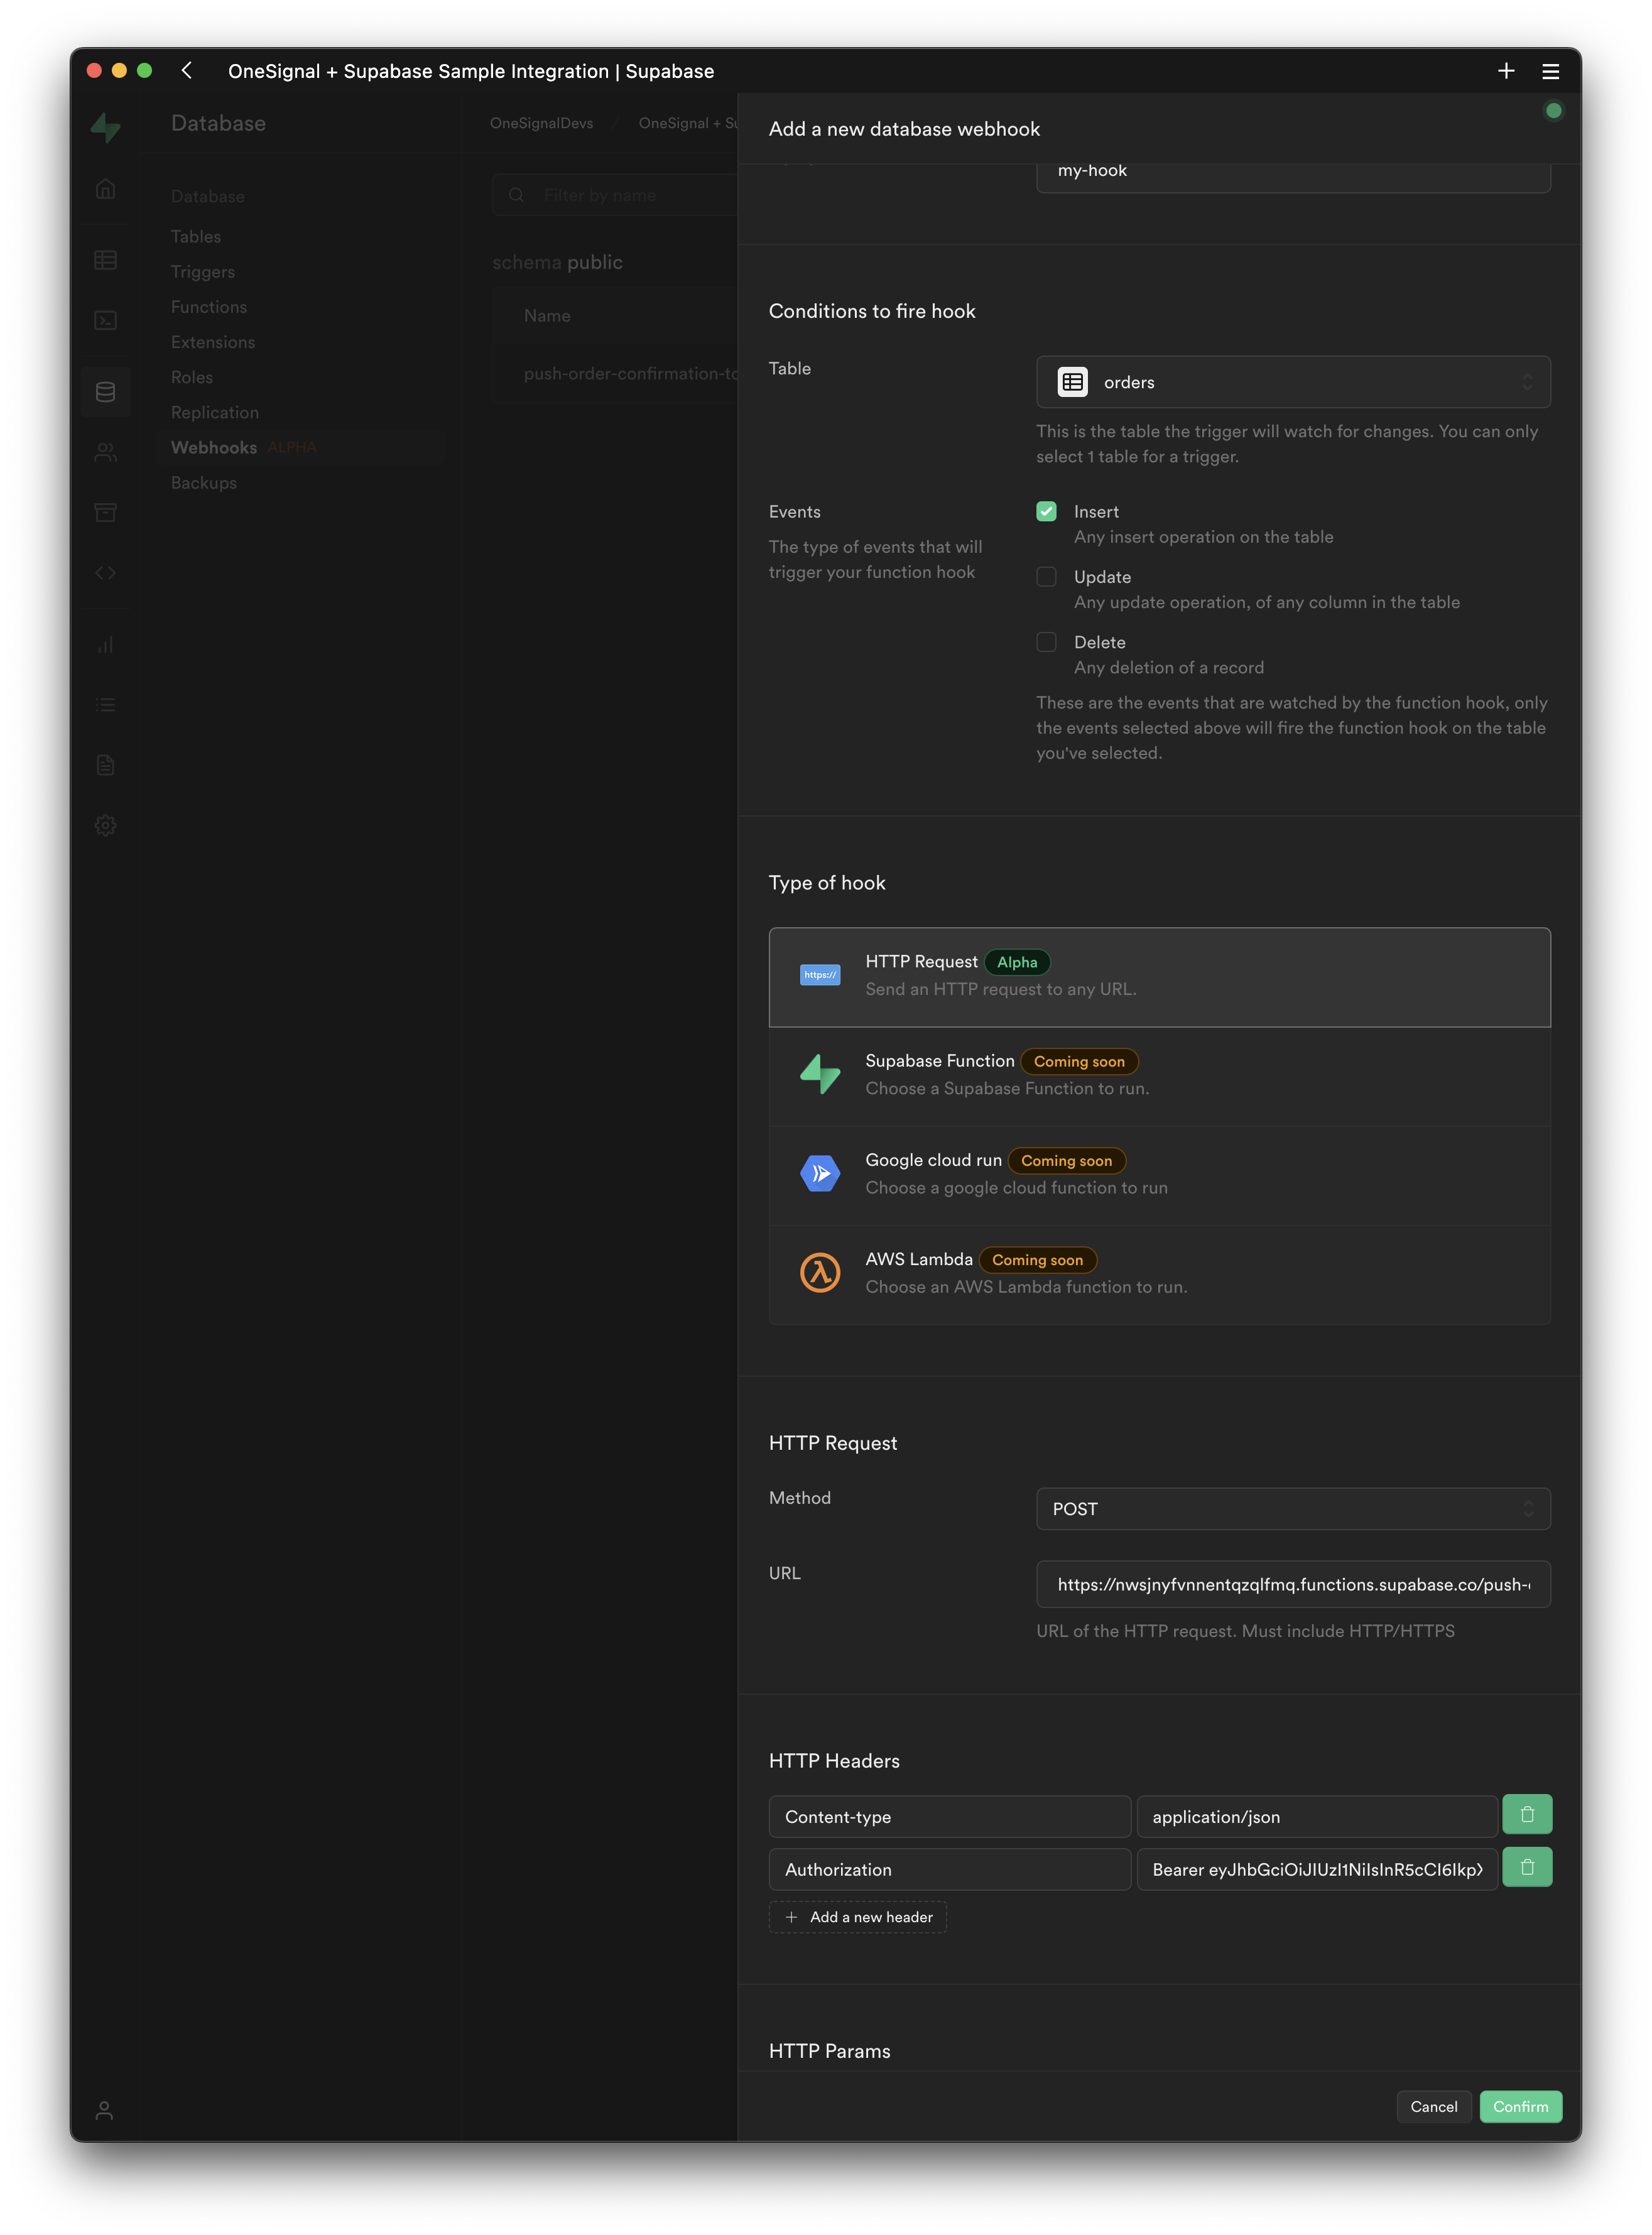 OneSignal + Supabase Sample Integration | Supabase
Database
Database
Tables
Triggers
Functions
Extensions
Roles
Replication
Webhooks ALPHA
Backups
OneSignalDevs / OneSignal + Su
Filter by name
schema public
Name
push-order-confirmation-to
Add a new database webhook
my-hook
Conditions to fire hook
Table
orders
This is the table the trigger will watch for changes. You can only
select 1 table for a trigger.
Events
The type of events that will
trigger your function hook
Insert
Any insert operation on the table
Update
Any update operation, of any column in the table
Delete
Any deletion of a record
These are the events that are watched by the function hook, only
the events selected above will fire the function hook on the table
you've selected.
Type of hook
https://
HTTP Request Alpha
Send an HTTP request to any URL.
Supabase Function Coming soon
Choose a Supabase Function to run.
Google cloud run Coming soon
Choose a google cloud function to run
AWS Lambda Coming soon
Choose an AWS Lambda function to run.
HTTP Request
Method
POST
URL
https://nwsjnyfvnnentqzqlfmq.functions.supabase.co/push-
URL of the HTTP request. Must include HTTP/HTTPS
HTTP Headers
Content-type application/json
Authorization Bearer eyJhbGciOiJIUzI1NiIsInR5cCI6IkpX
Add a new header
HTTP Params
Cancel Confirm